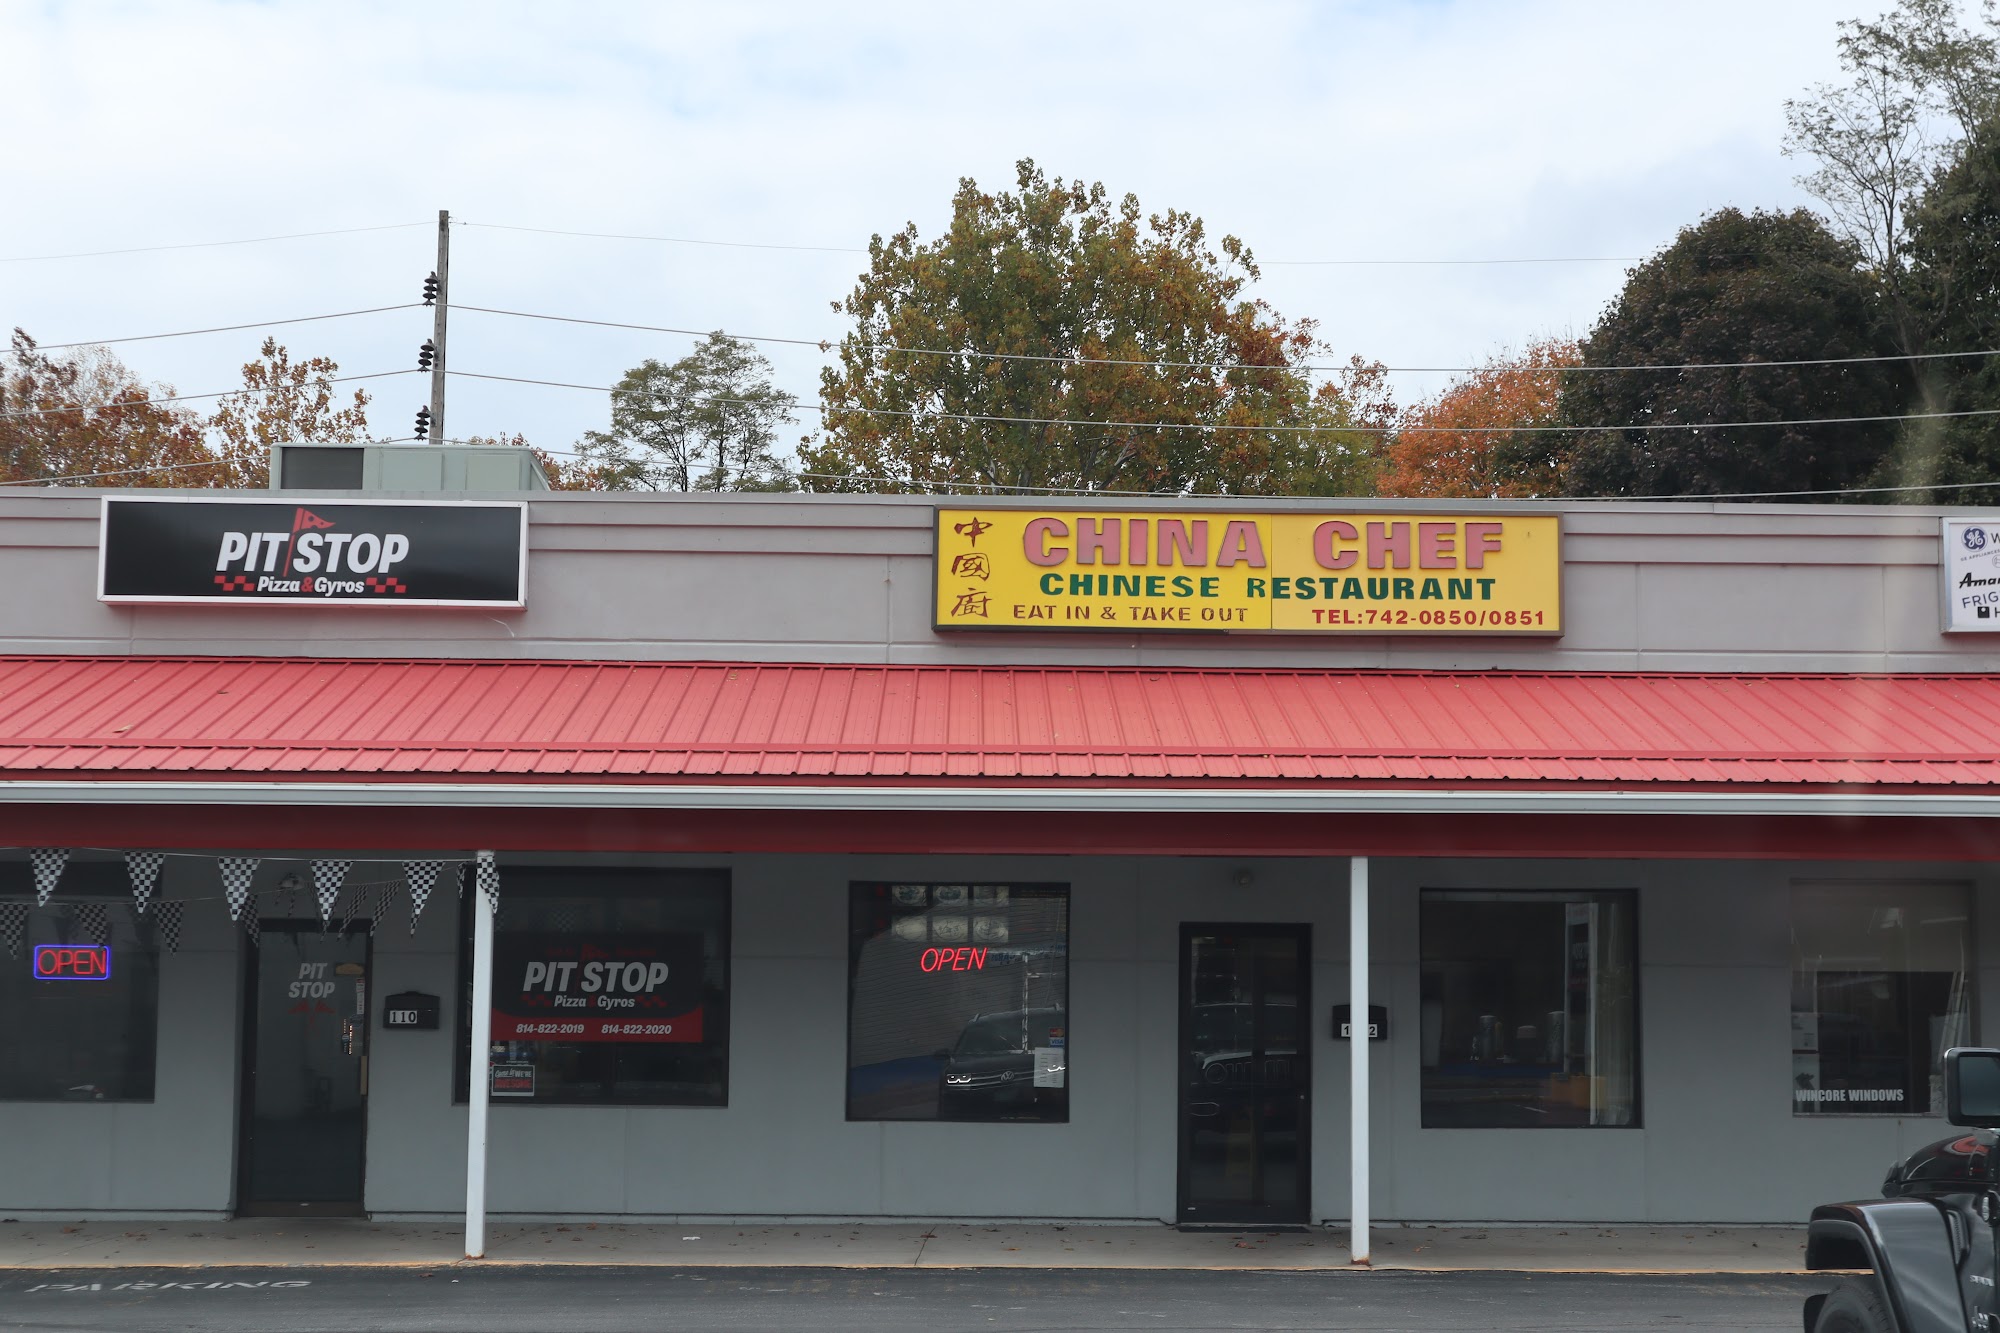 PIT STOP
Pizza & Gyros
中國廚
CHINA CHEF
CHINESE RESTAURANT
EAT IN & TAKE OUT
TEL:742-0850/0851
GE
OPEN
PIT
STOP
110
PIT STOP
Pizza & Gyros
814-822-2019 814-822-2020
OPEN
WINCORE WINDOWS
PARKING